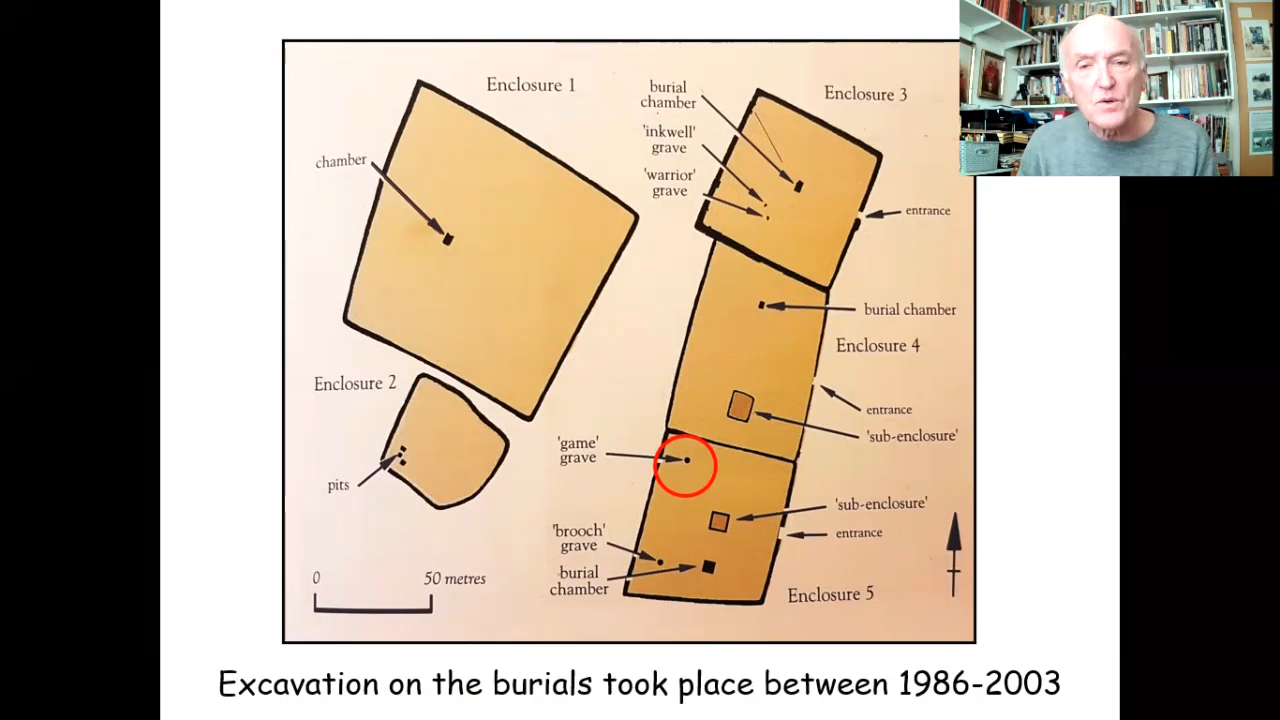 Enclosure 1
chamber
Enclosure 2
pits
0
50 metres
burial
chamber
'inkwell'
grave
'warrior'
grave
Enclosure 3
entrance
burial chamber
Enclosure 4
entrance
'sub-enclosure'
'game'
grave
'sub-enclosure'
entrance
'brooch'
grave
burial
chamber
Enclosure 5
Excavation on the burials took place between 1986-2003